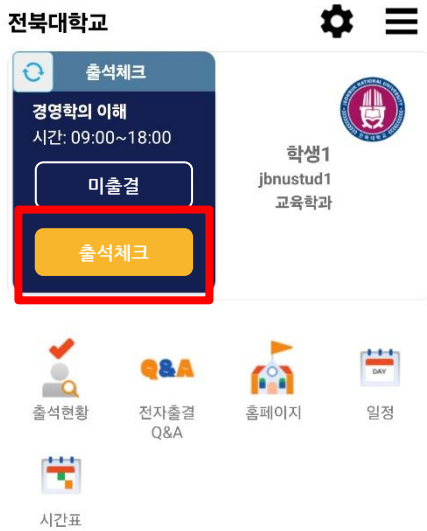 전북대학교
출석체크
경영학의 이해
시간: 09:00~18:00
미출결
출석체크
학생1
jbnustud1
교육학과
Q&A
DAY
출석현황
전자출결
Q&A
홈페이지
일정
시간표